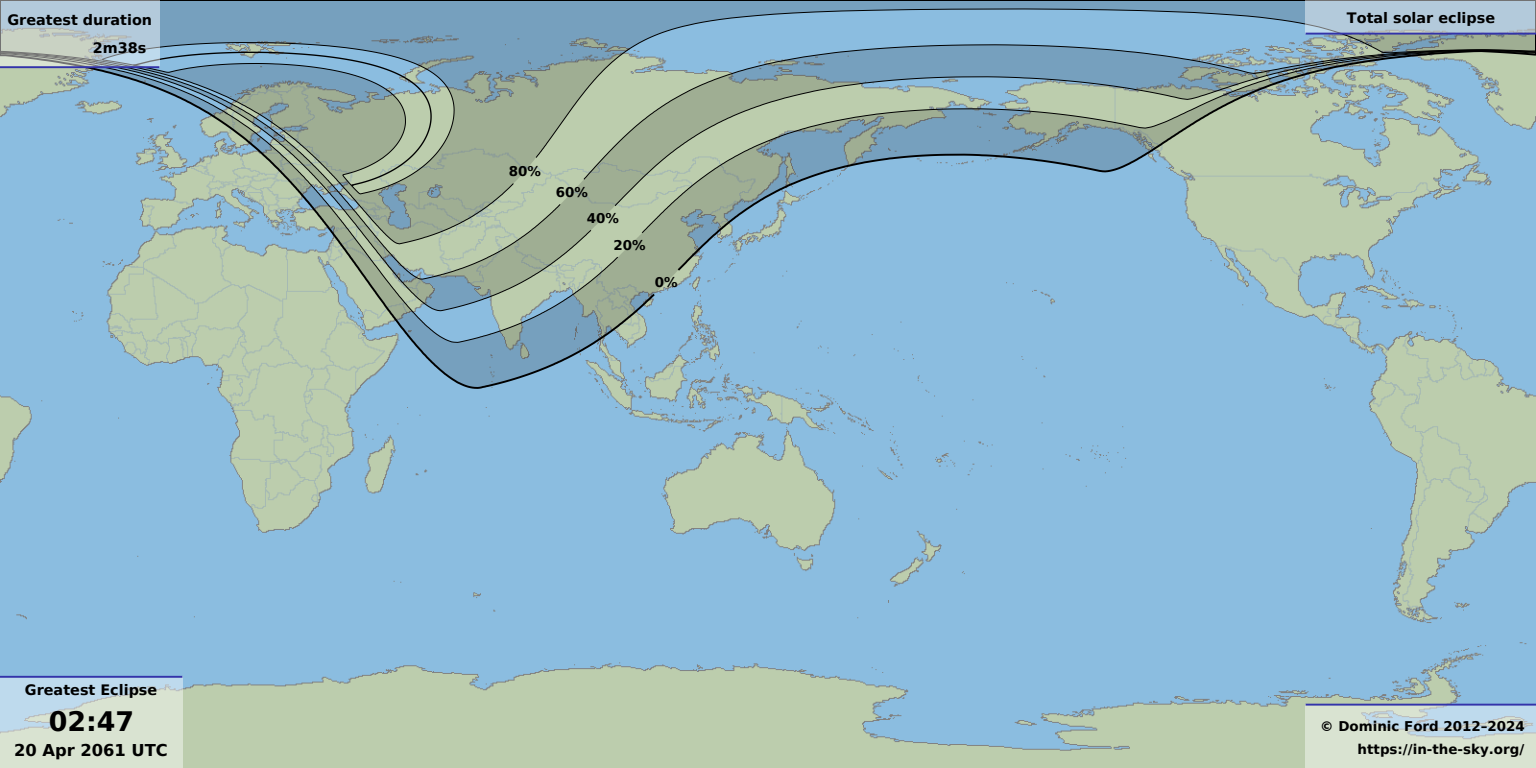 Greatest duration
2m38s
Total solar eclipse
80%
60%
40%
20%
0%
Greatest Eclipse
02:47
20 Apr 2061 UTC
© Dominic Ford 2012–2024
https://in-the-sky.org/